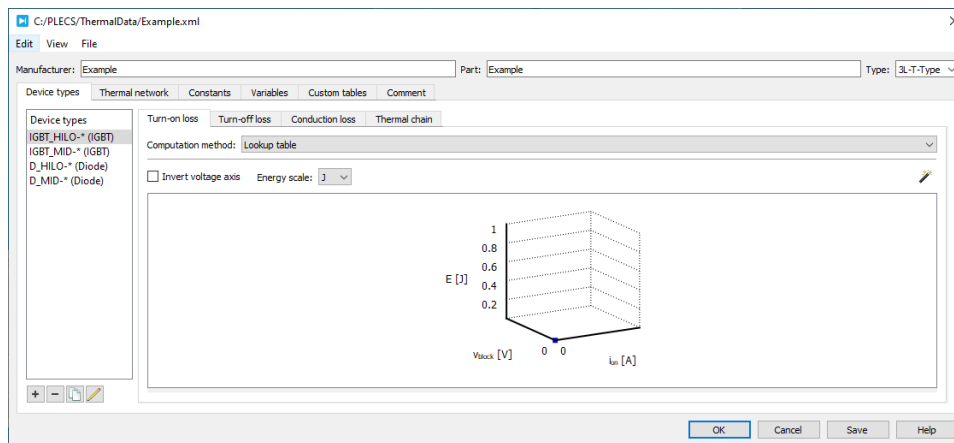 C:/PLECS/ThermalData/Example.xml
Edit View File
Manufacturer: Example Part: Example Type: 3L-T-Type
Device types Thermal network Constants Variables Custom tables Comment
Device types
IGBT_HILO-* (IGBT)
IGBT_MID-* (IGBT)
D_HILO-* (Diode)
D_MID-* (Diode)
Turn-on loss Turn-off loss Conduction loss Thermal chain
Computation method: Lookup table
Invert voltage axis Energy scale: J
1
0.8
0.6
E [J]
0.4
0.2
Vblock [V] 0 0 ion [A]
OK Cancel Save Help